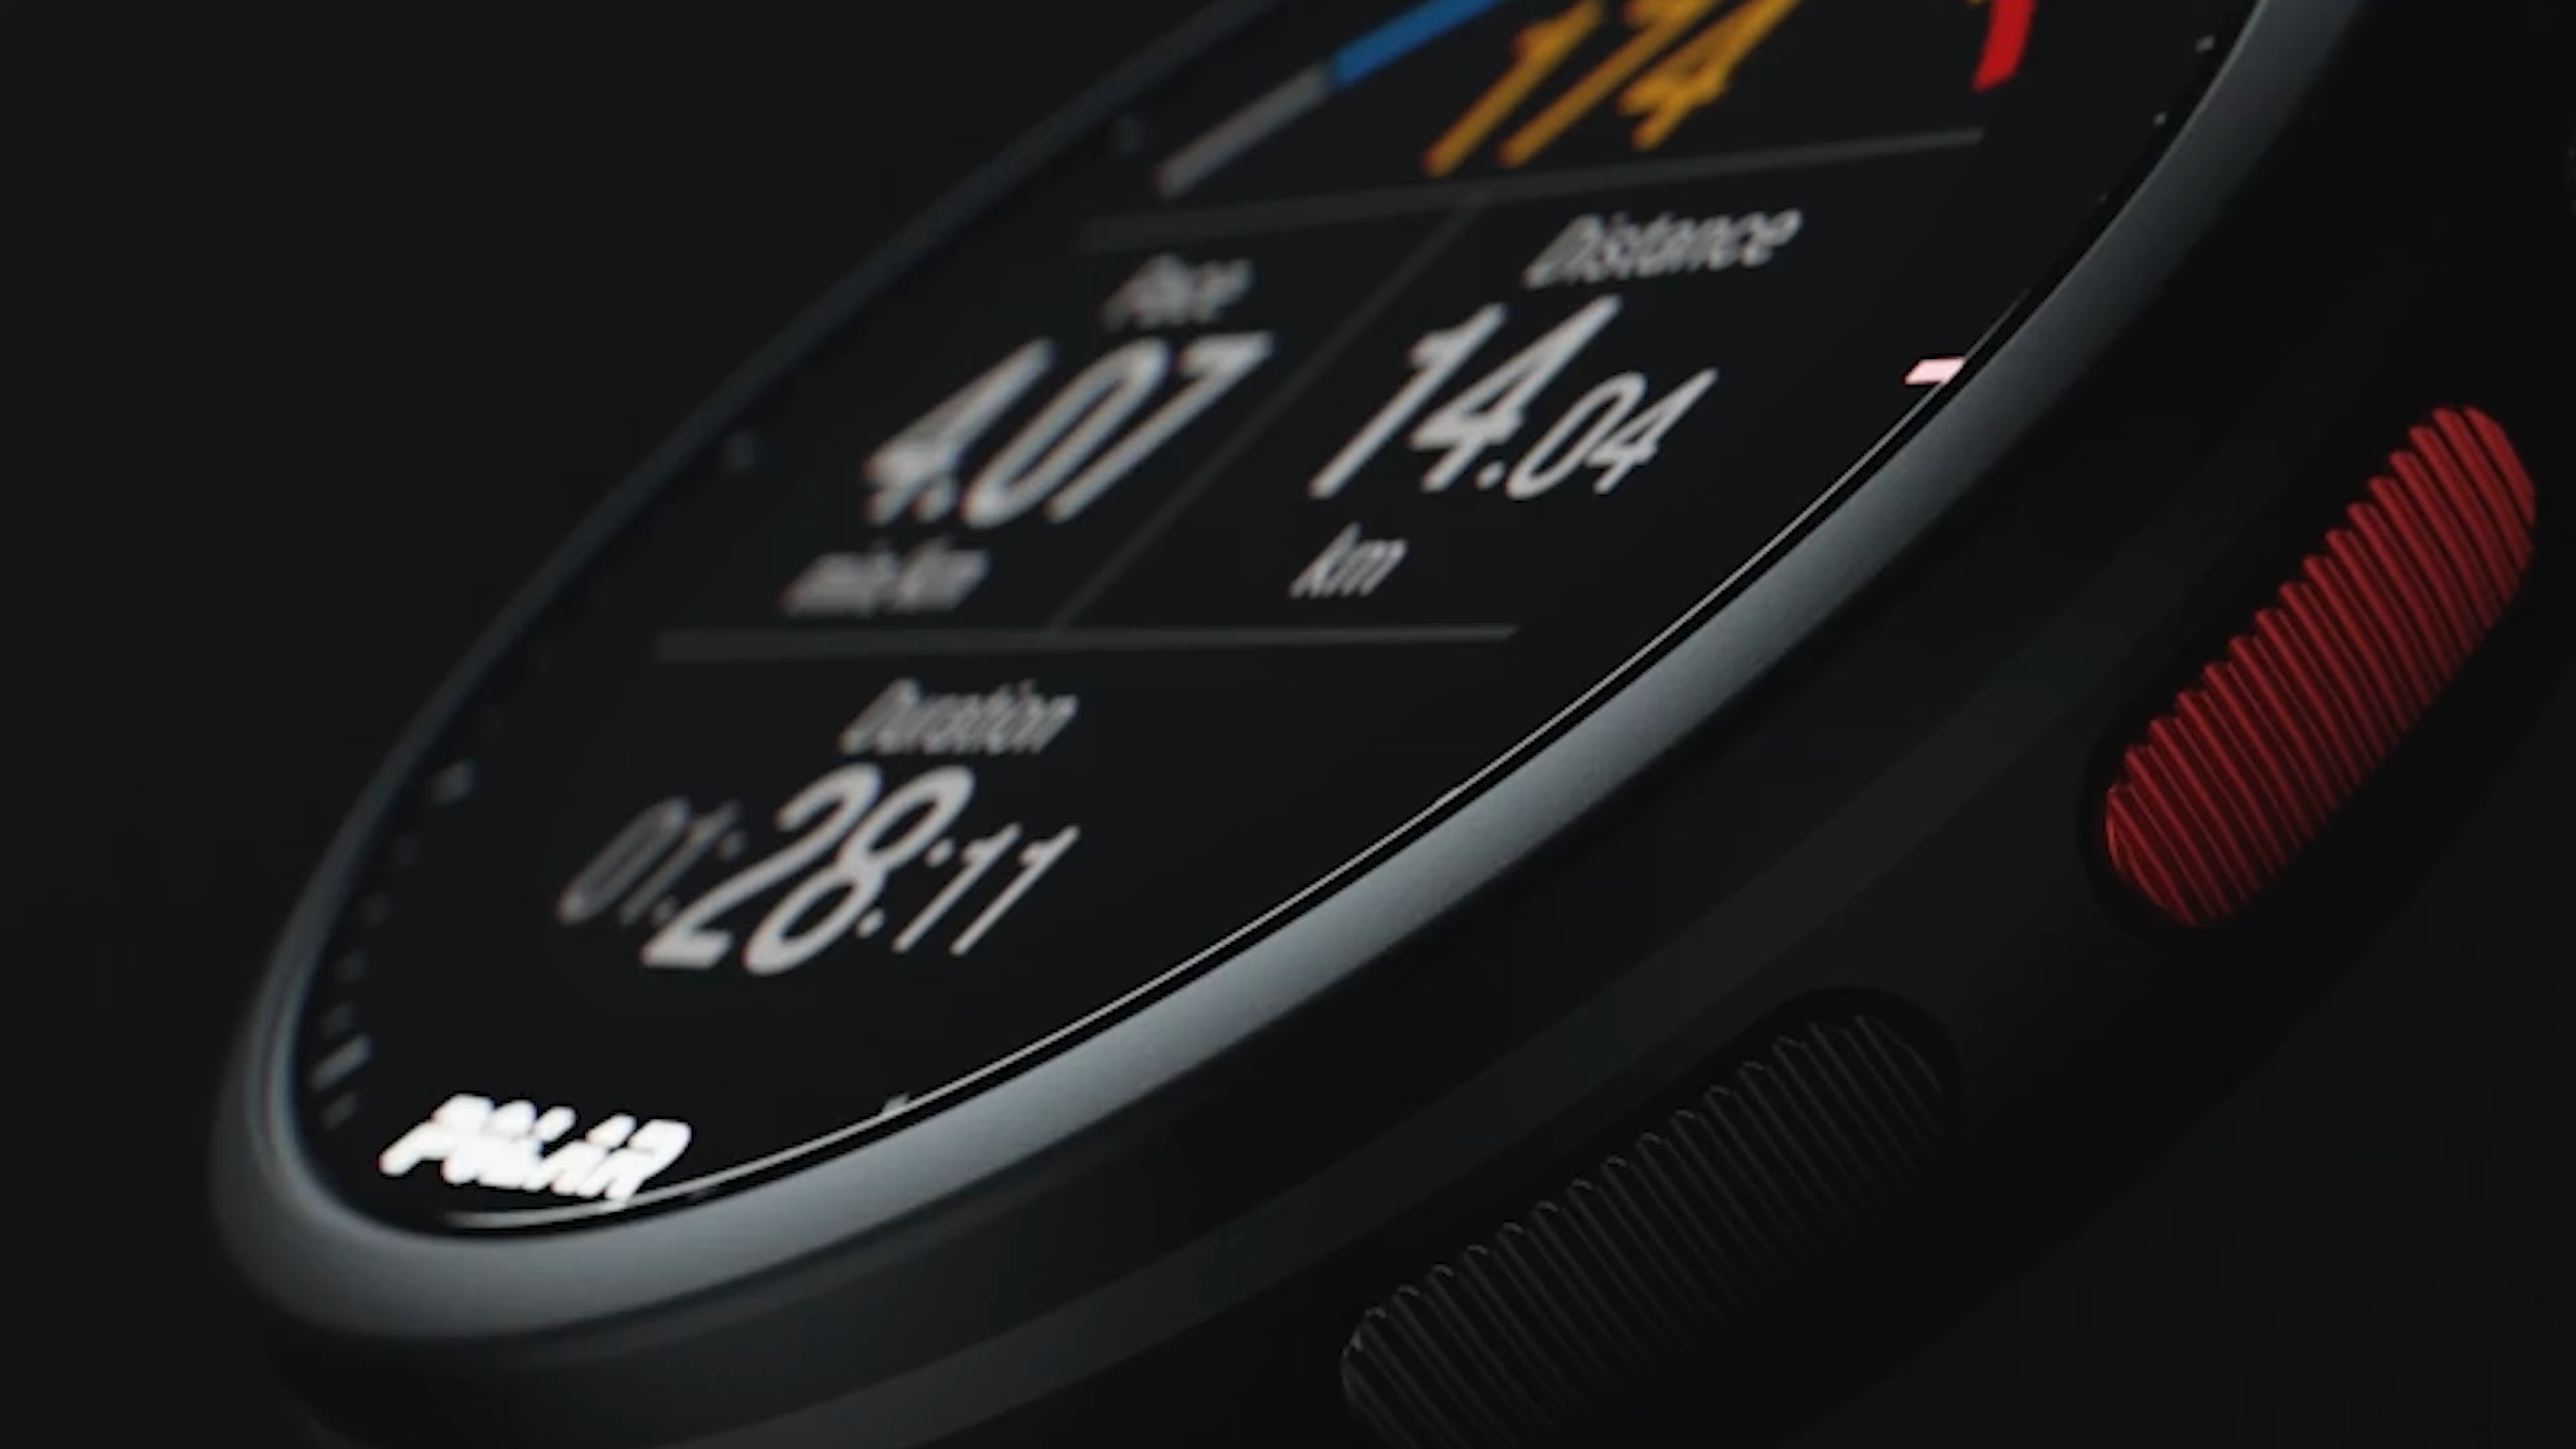 174
Pace
Distance
4.07
14.04
min/km
km
Duration
01:28:11
POLAR